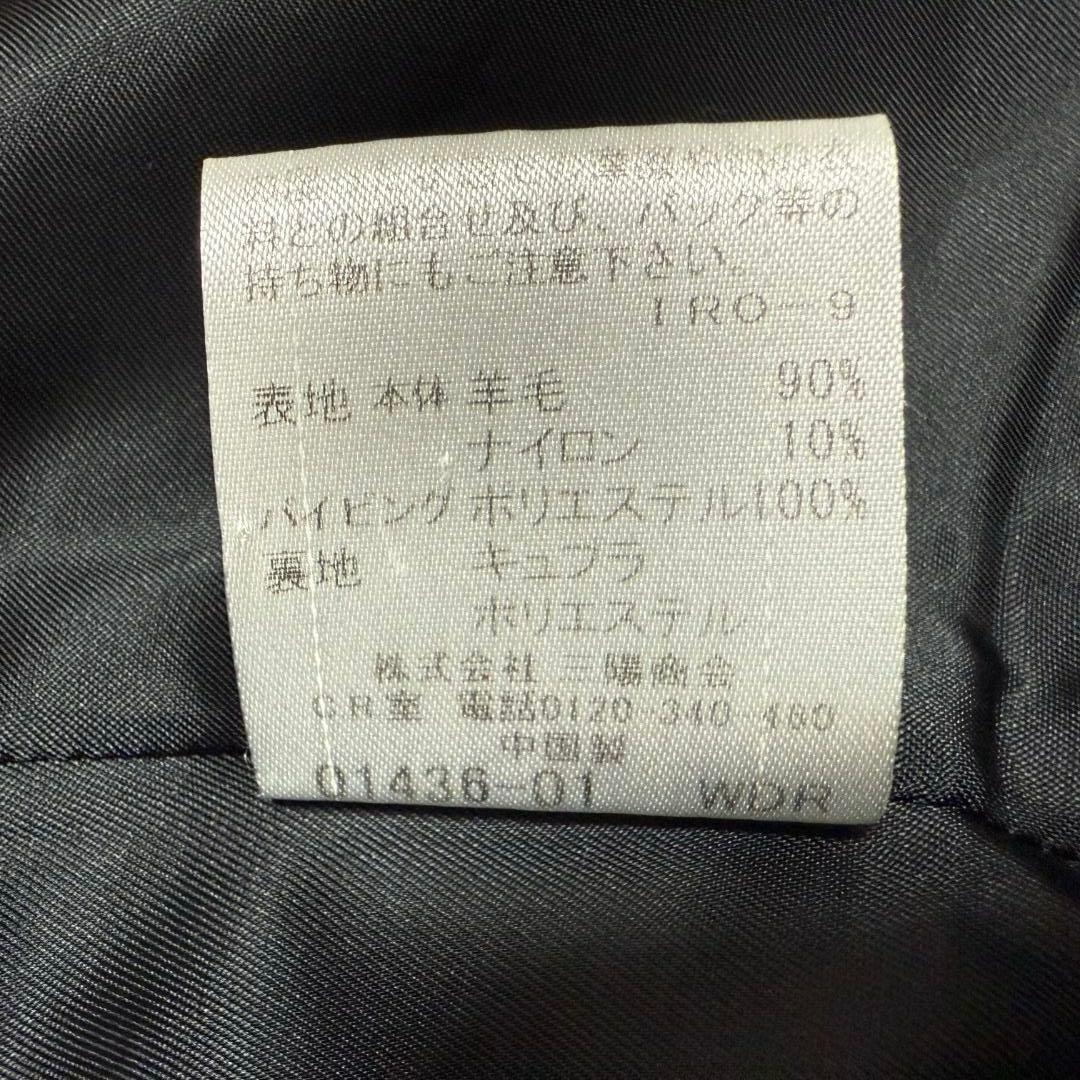 料との組合せ及び、バック等の
持ち物にもご注意下さい。
IRO-9
表地 本体 羊毛 90%
ナイロン 10%
パイピング ポリエステル100%
裏地 キュプラ
ポリエステル
株式会社 三陽商会
CR室 電話0120-340-460
中国製
01436-01 WDR